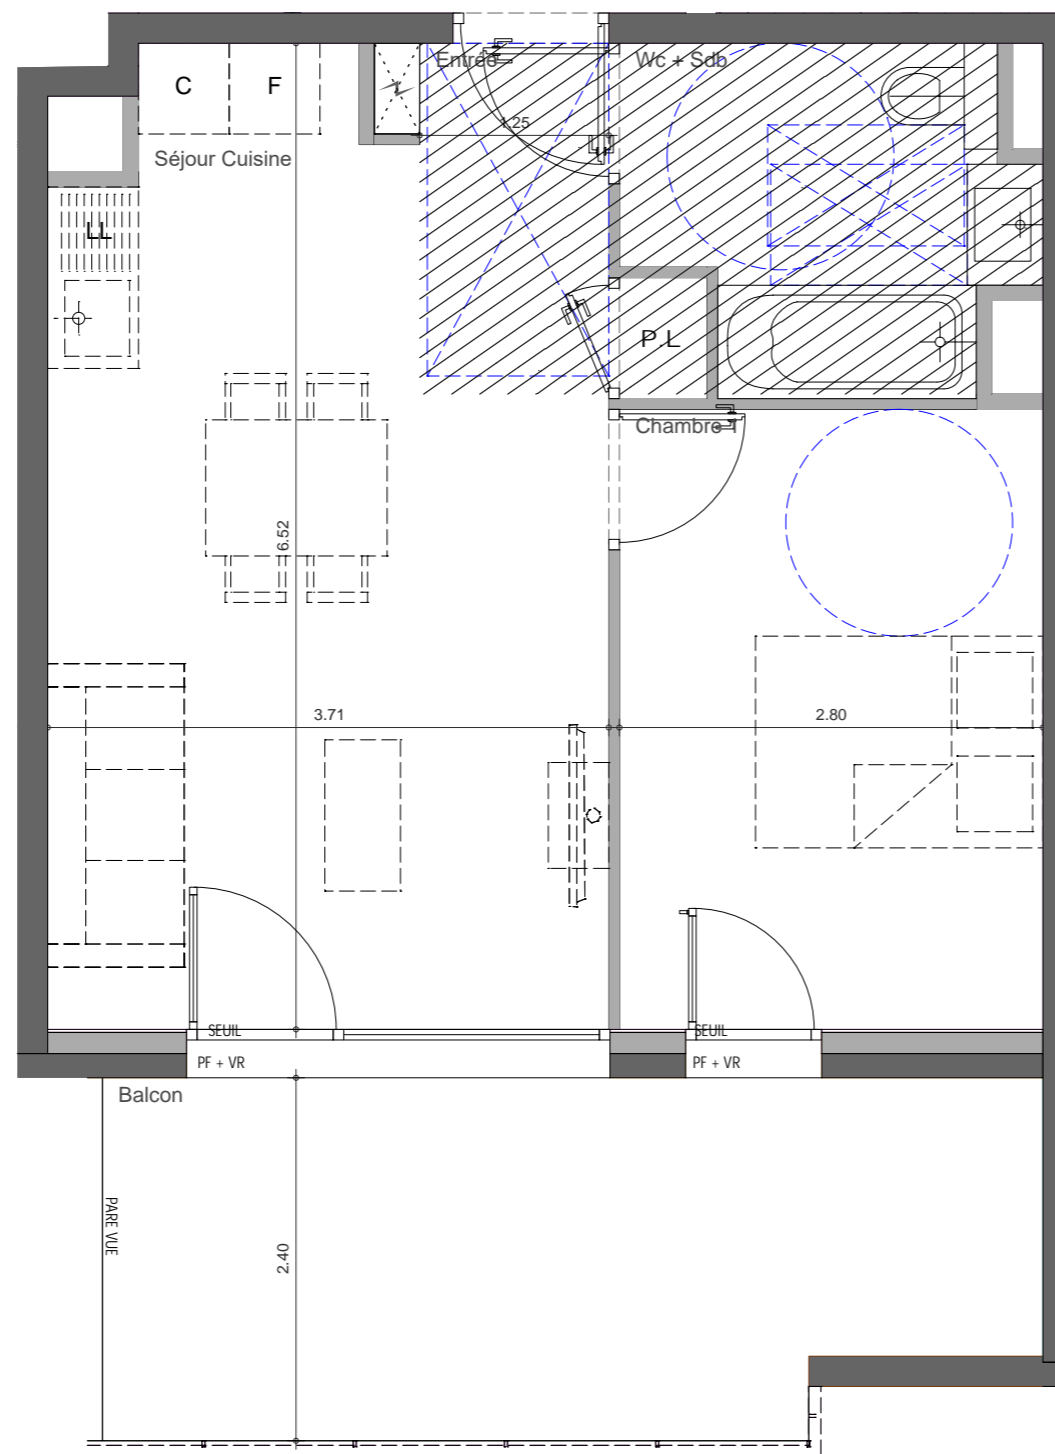 Entrée
Wc + Sdb
C
F
1.25
Séjour Cuisine
LL
P.L
Chambre 1
6.52
3.71
2.80
SEUIL
SEUIL
PF + VR
PF + VR
Balcon
PARE VUE
2.40